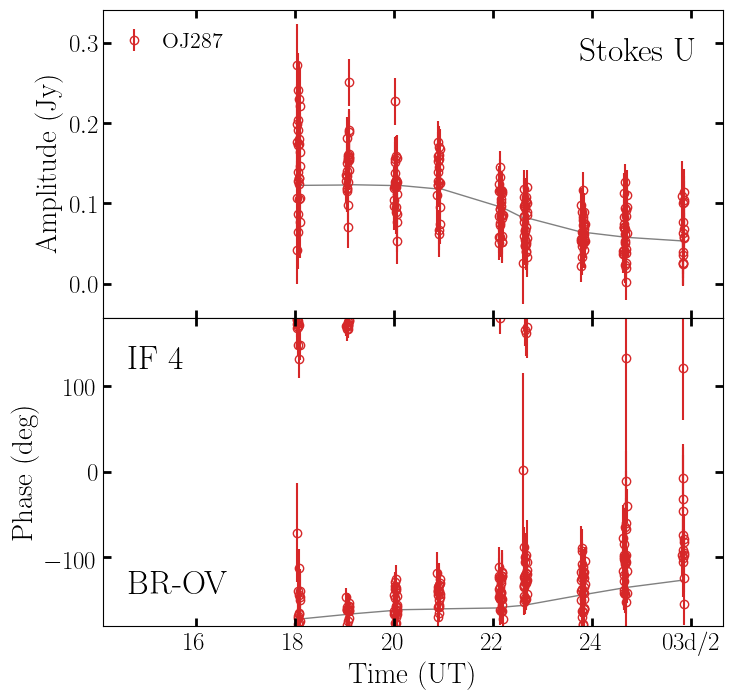 OJ287
Stokes U
Amplitude (Jy)
0.3
0.2
0.1
0.0
IF 4
Phase (deg)
100
0
−100
BR-OV
16 18 20 22 24 03d/2
Time (UT)